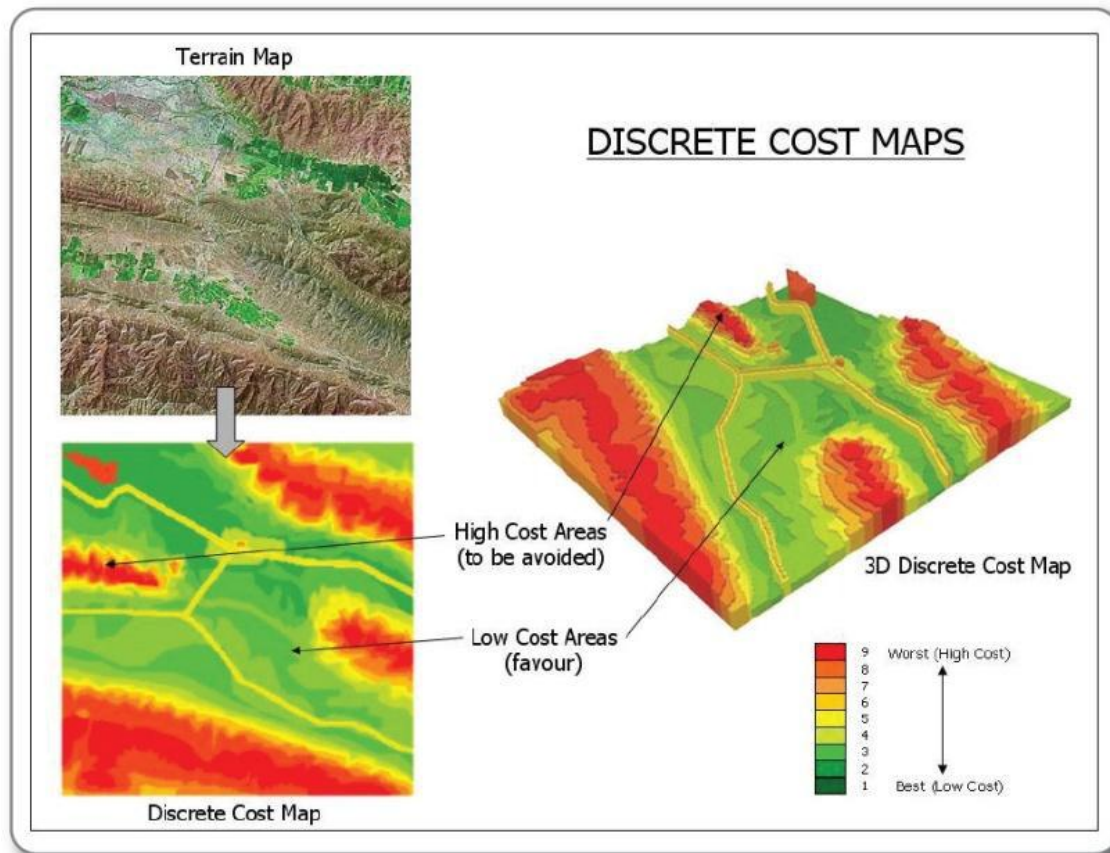 Terrain Map
DISCRETE COST MAPS
High Cost Areas
(to be avoided)
3D Discrete Cost Map
Low Cost Areas
(favour)
9 Worst (High Cost)
8
7
6
5
4
3
2
1 Best (Low Cost)
Discrete Cost Map